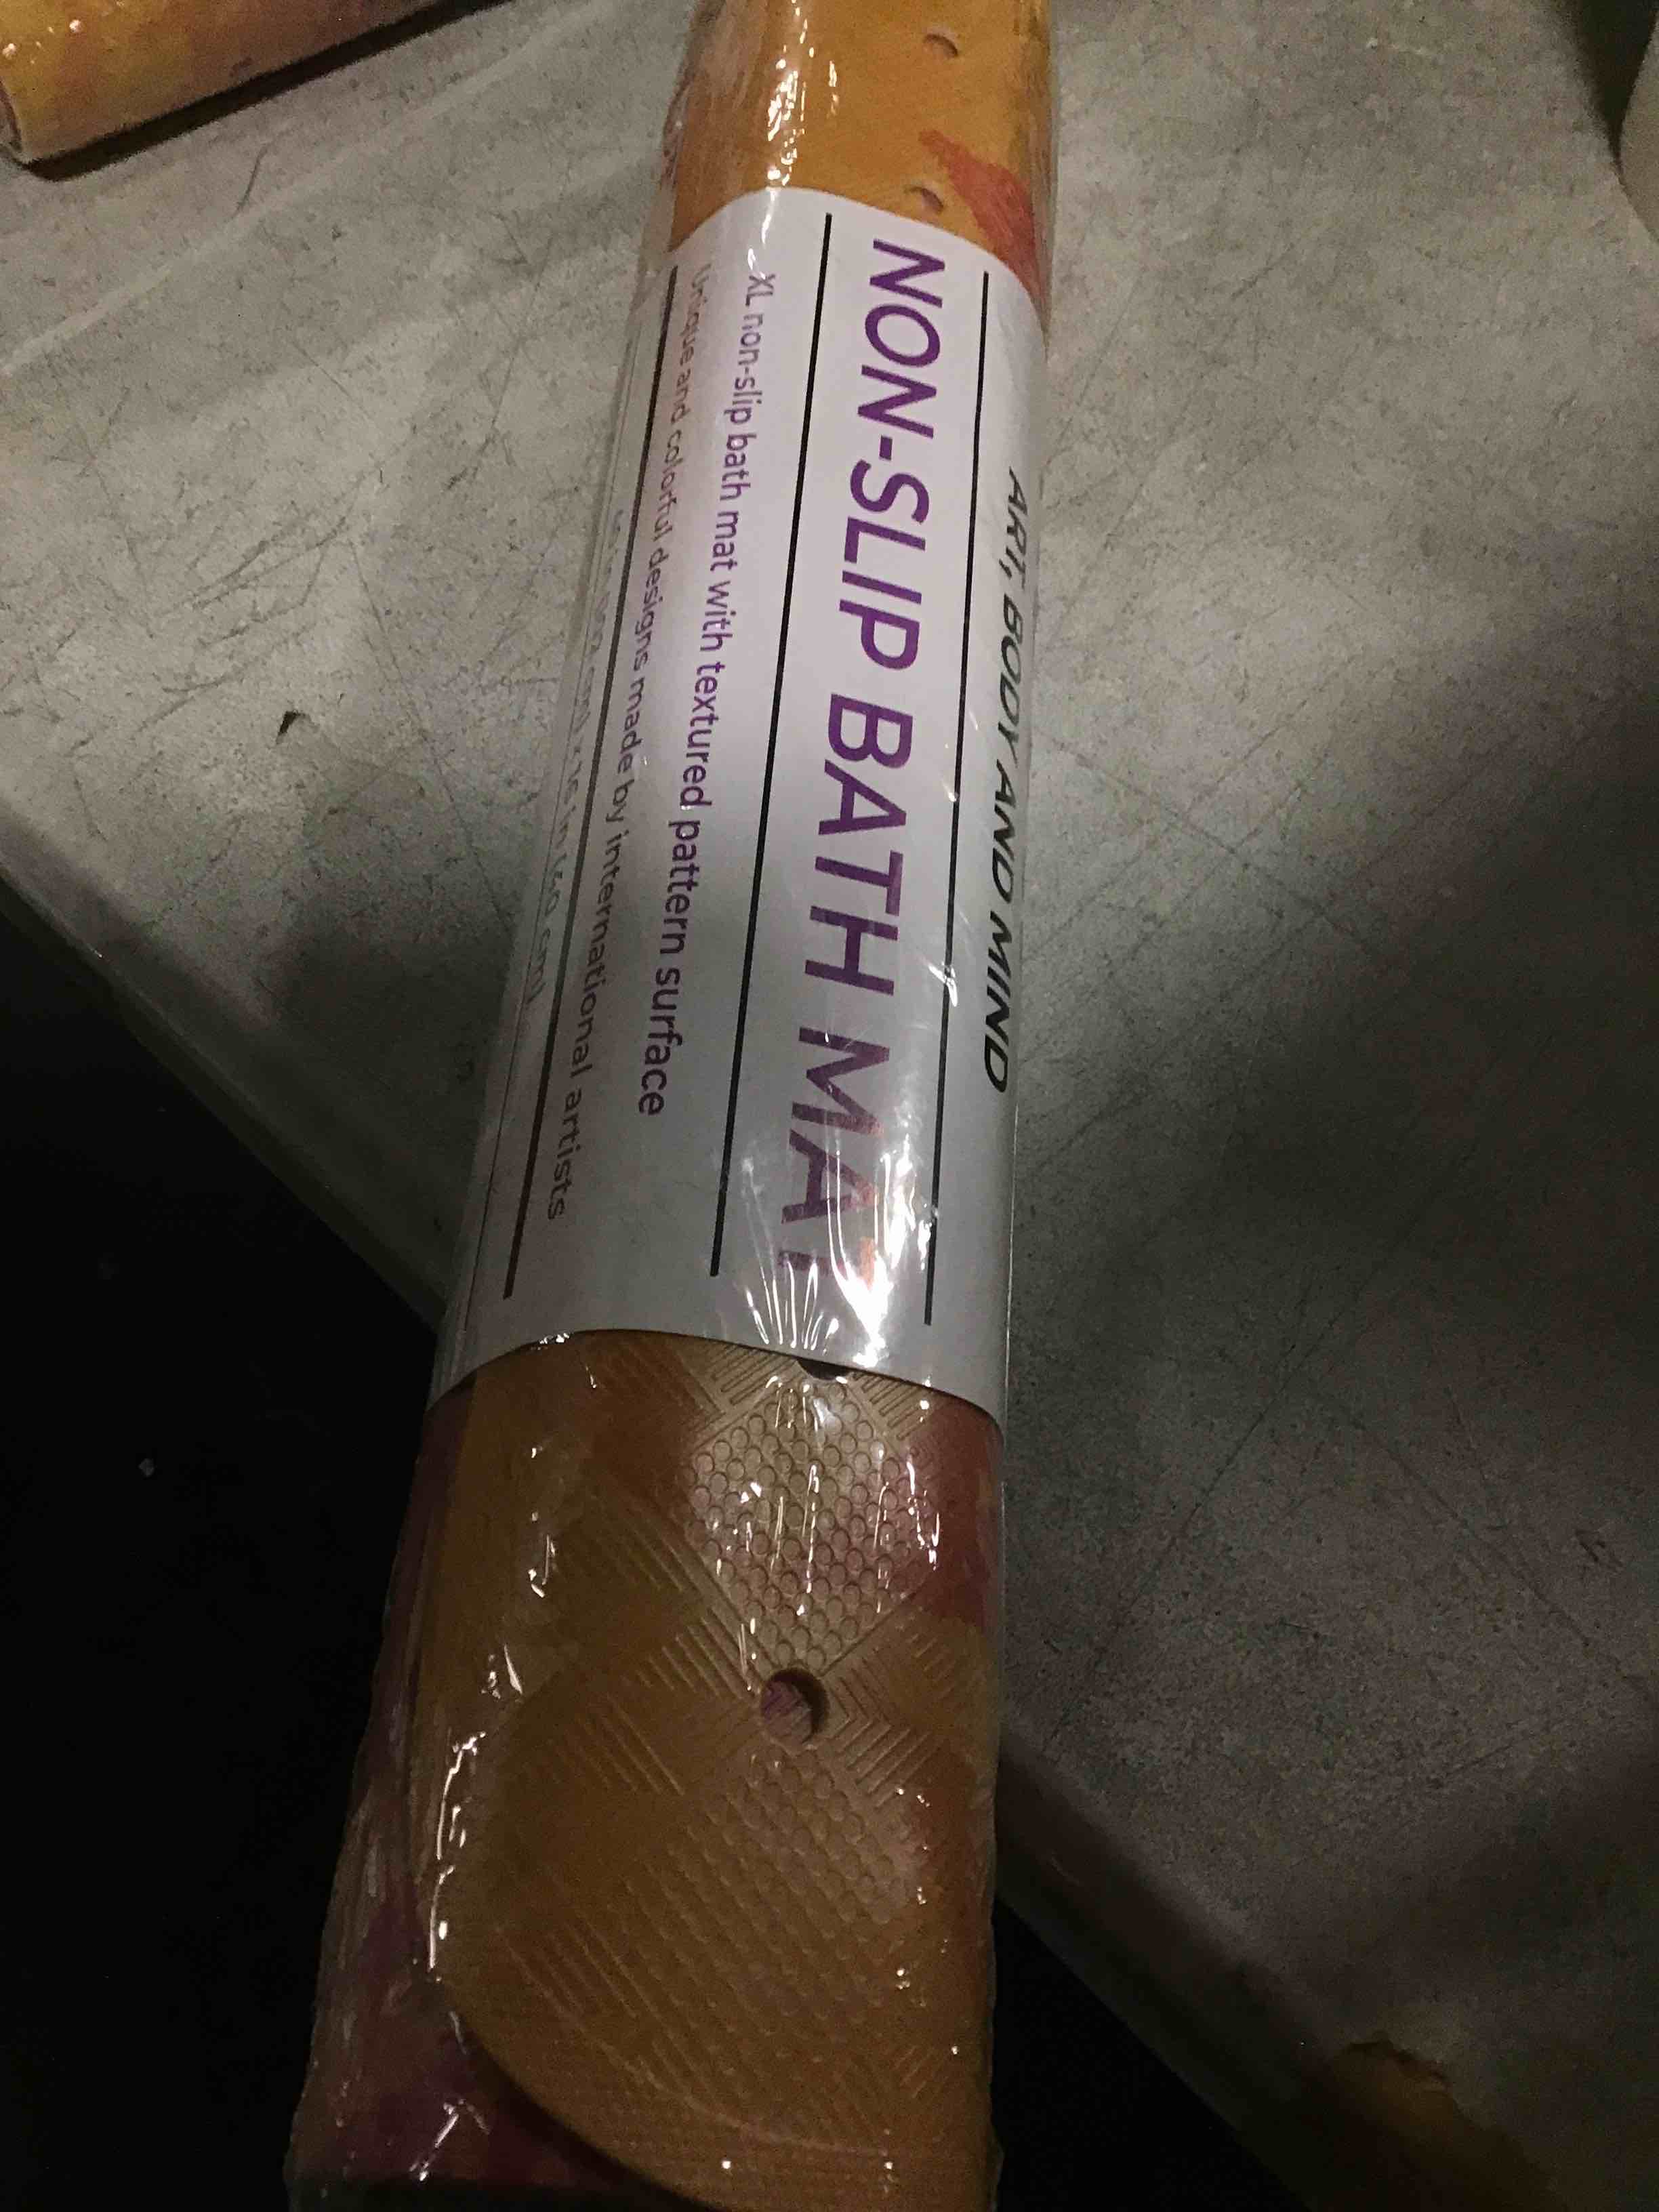 ART, BODY AND MIND
NON-SLIP BATH MAT
XL non-slip bath mat with textured pattern surface
Unique and colorful designs made by international artists